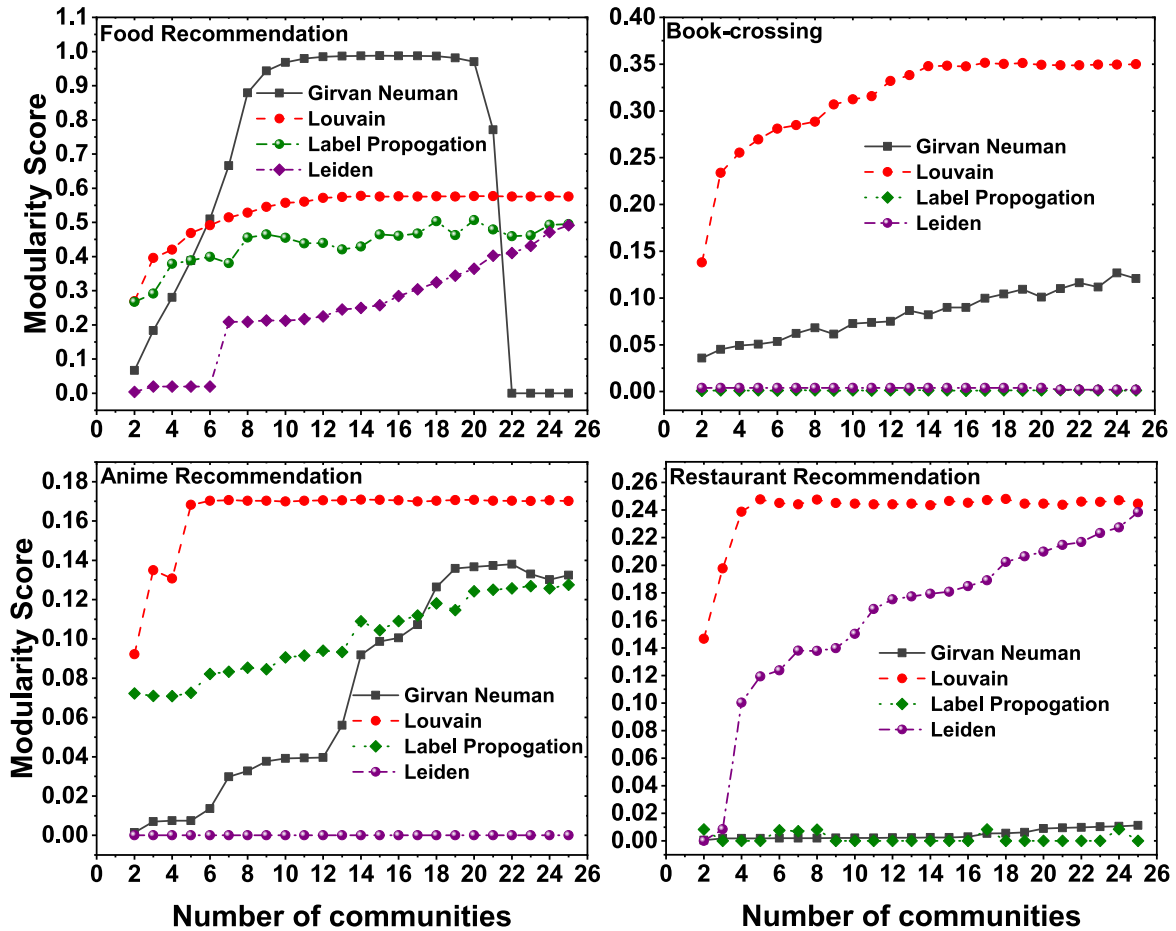 Food Recommendation
Girvan Neuman
Louvain
Label Propogation
Leiden
1.1
1.0
0.9
0.8
0.7
0.6
0.5
0.4
0.3
0.2
0.1
0.0
Modularity Score
0 2 4 6 8 10 12 14 16 18 20 22 24 26
Book-crossing
Girvan Neuman
Louvain
Label Propogation
Leiden
0.40
0.35
0.30
0.25
0.20
0.15
0.10
0.05
0.00
0 2 4 6 8 10 12 14 16 18 20 22 24 26
Anime Recommendation
Girvan Neuman
Louvain
Label Propogation
Leiden
0.18
0.16
0.14
0.12
0.10
0.08
0.06
0.04
0.02
0.00
Modularity Score
0 2 4 6 8 10 12 14 16 18 20 22 24 26
Number of communities
Restaurant Recommendation
Girvan Neuman
Louvain
Label Propogation
Leiden
0.26
0.24
0.22
0.20
0.18
0.16
0.14
0.12
0.10
0.08
0.06
0.04
0.02
0.00
0 2 4 6 8 10 12 14 16 18 20 22 24 26
Number of communities